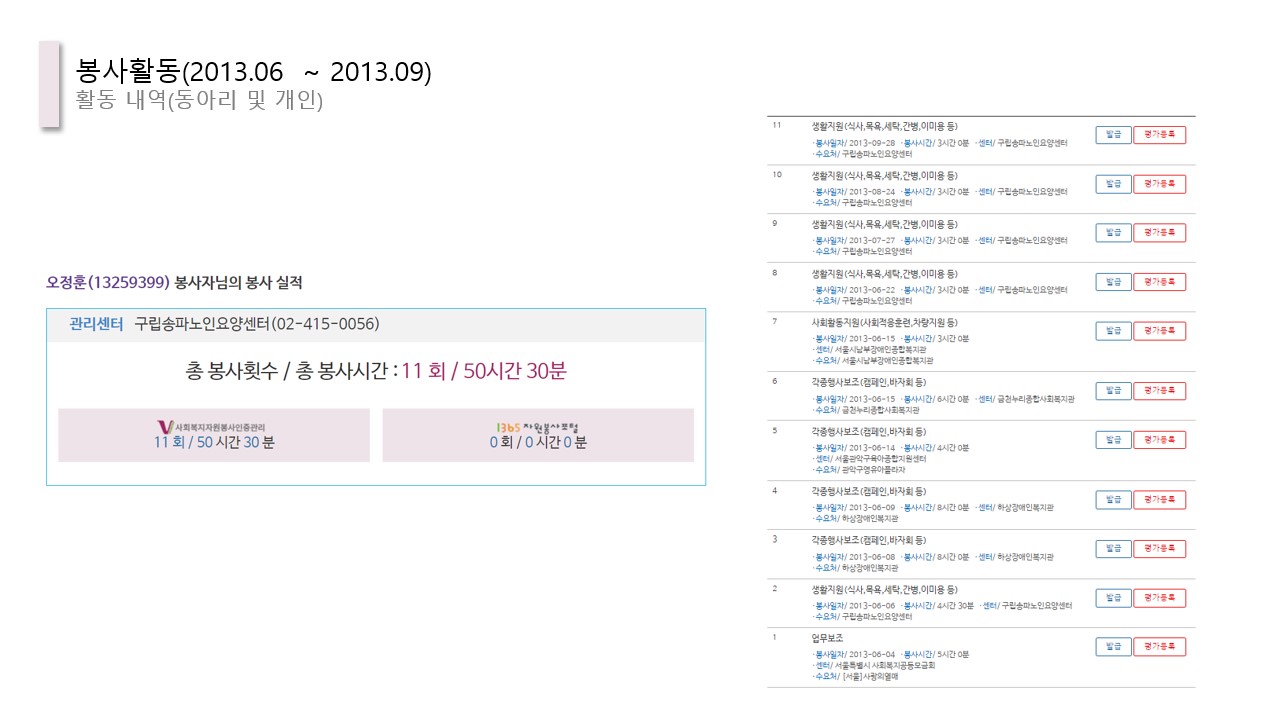 봉사활동(2013.06 ~ 2013.09)
활동 내역(동아리 및 개인)
오정훈(13259399) 봉사자님의 봉사 실적
관리센터 구립송파노인요양센터(02-415-0056)
총 봉사횟수 / 총 봉사시간 : 11 회 / 50시간 30분
V사회복지자원봉사인증관리
11 회 / 50 시간 30 분
1365 자원봉사포털
0 회 / 0 시간 0 분
11 생활지원(식사,목욕,세탁,간병,이미용 등) 발급 평가등록
·봉사일자/ 2013-09-28 ·봉사시간/ 3시간 0분 ·센터/ 구립송파노인요양센터
·수요처/ 구립송파노인요양센터
10 생활지원(식사,목욕,세탁,간병,이미용 등) 발급 평가등록
·봉사일자/ 2013-08-24 ·봉사시간/ 3시간 0분 ·센터/ 구립송파노인요양센터
·수요처/ 구립송파노인요양센터
9 생활지원(식사,목욕,세탁,간병,이미용 등) 발급 평가등록
·봉사일자/ 2013-07-27 ·봉사시간/ 3시간 0분 ·센터/ 구립송파노인요양센터
·수요처/ 구립송파노인요양센터
8 생활지원(식사,목욕,세탁,간병,이미용 등) 발급 평가등록
·봉사일자/ 2013-06-22 ·봉사시간/ 3시간 0분 ·센터/ 구립송파노인요양센터
·수요처/ 구립송파노인요양센터
7 사회활동지원(사회적응훈련,차량지원 등) 발급 평가등록
·봉사일자/ 2013-06-15 ·봉사시간/ 3시간 0분
·센터/ 서울시남부장애인종합복지관
·수요처/ 서울시남부장애인종합복지관
6 각종행사보조(캠페인,바자회 등) 발급 평가등록
·봉사일자/ 2013-06-15 ·봉사시간/ 6시간 0분 ·센터/ 금천누리종합사회복지관
·수요처/ 금천누리종합사회복지관
5 각종행사보조(캠페인,바자회 등) 발급 평가등록
·봉사일자/ 2013-06-14 ·봉사시간/ 4시간 0분
·센터/ 서울관악구육아종합지원센터
·수요처/ 관악구영유아플라자
4 각종행사보조(캠페인,바자회 등) 발급 평가등록
·봉사일자/ 2013-06-09 ·봉사시간/ 8시간 0분 ·센터/ 하상장애인복지관
·수요처/ 하상장애인복지관
3 각종행사보조(캠페인,바자회 등) 발급 평가등록
·봉사일자/ 2013-06-08 ·봉사시간/ 8시간 0분 ·센터/ 하상장애인복지관
·수요처/ 하상장애인복지관
2 생활지원(식사,목욕,세탁,간병,이미용 등) 발급 평가등록
·봉사일자/ 2013-06-06 ·봉사시간/ 4시간 30분 ·센터/ 구립송파노인요양센터
·수요처/ 구립송파노인요양센터
1 업무보조 발급 평가등록
·봉사일자/ 2013-06-04 ·봉사시간/ 5시간 0분
·센터/ 서울특별시 사회복지공동모금회
·수요처/ [서울]사랑의열매